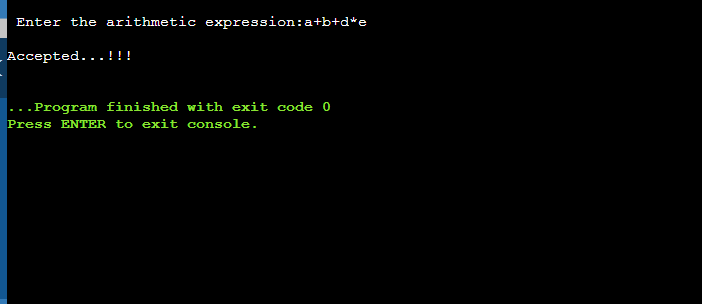 Enter the arithmetic expression:a+b+d*e
Accepted...!!!
...Program finished with exit code 0
Press ENTER to exit console.